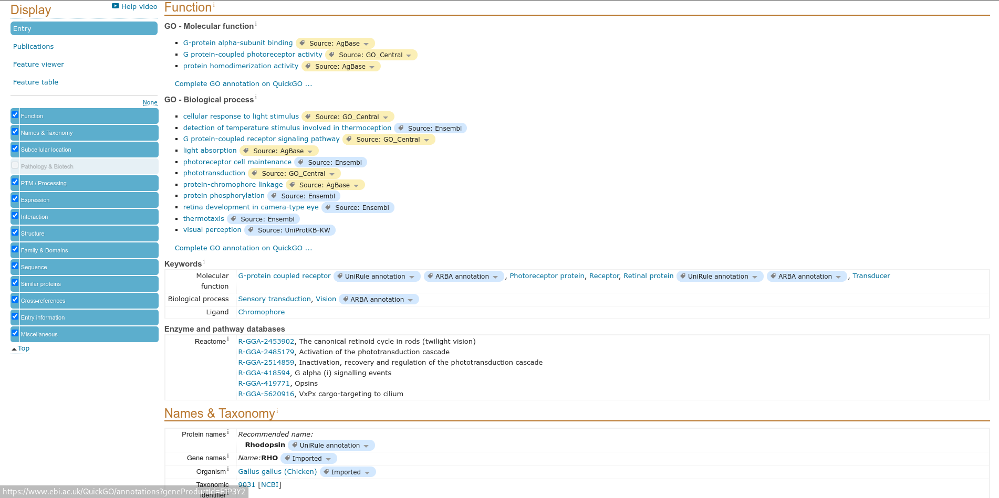 Display
Help video
Entry
Publications
Feature viewer
Feature table
None
Function
Names & Taxonomy
Subcellular location
Pathology & Biotech
PTM / Processing
Expression
Interaction
Structure
Family & Domains
Sequence
Similar proteins
Cross-references
Entry information
Miscellaneous
Top
Function i
GO - Molecular function i
G-protein alpha-subunit binding Source: AgBase
G protein-coupled photoreceptor activity Source: GO_Central
protein homodimerization activity Source: AgBase
Complete GO annotation on QuickGO ...
GO - Biological process i
cellular response to light stimulus Source: GO_Central
detection of temperature stimulus involved in thermoception Source: Ensembl
G protein-coupled receptor signaling pathway Source: GO_Central
light absorption Source: AgBase
photoreceptor cell maintenance Source: Ensembl
phototransduction Source: GO_Central
protein-chromophore linkage Source: AgBase
protein phosphorylation Source: Ensembl
retina development in camera-type eye Source: Ensembl
thermotaxis Source: Ensembl
visual perception Source: UniProtKB-KW
Complete GO annotation on QuickGO ...
Keywords i
Molecular function G-protein coupled receptor UniRule annotation ARBA annotation , Photoreceptor protein, Receptor, Retinal protein UniRule annotation ARBA annotation , Transducer
Biological process Sensory transduction, Vision ARBA annotation
Ligand Chromophore
Enzyme and pathway databases
Reactome i R-GGA-2453902, The canonical retinoid cycle in rods (twilight vision)
R-GGA-2485179, Activation of the phototransduction cascade
R-GGA-2514859, Inactivation, recovery and regulation of the phototransduction cascade
R-GGA-418594, G alpha (i) signalling events
R-GGA-419771, Opsins
R-GGA-5620916, VxPx cargo-targeting to cilium
Names & Taxonomy i
Protein names i Recommended name:
Rhodopsin UniRule annotation
Gene names i Name:RHO Imported
Organism i Gallus gallus (Chicken) Imported
Taxonomic identifier i 9031 [NCBI]
https://www.ebi.ac.uk/QuickGO/annotations?geneProductId=F1P3Y2